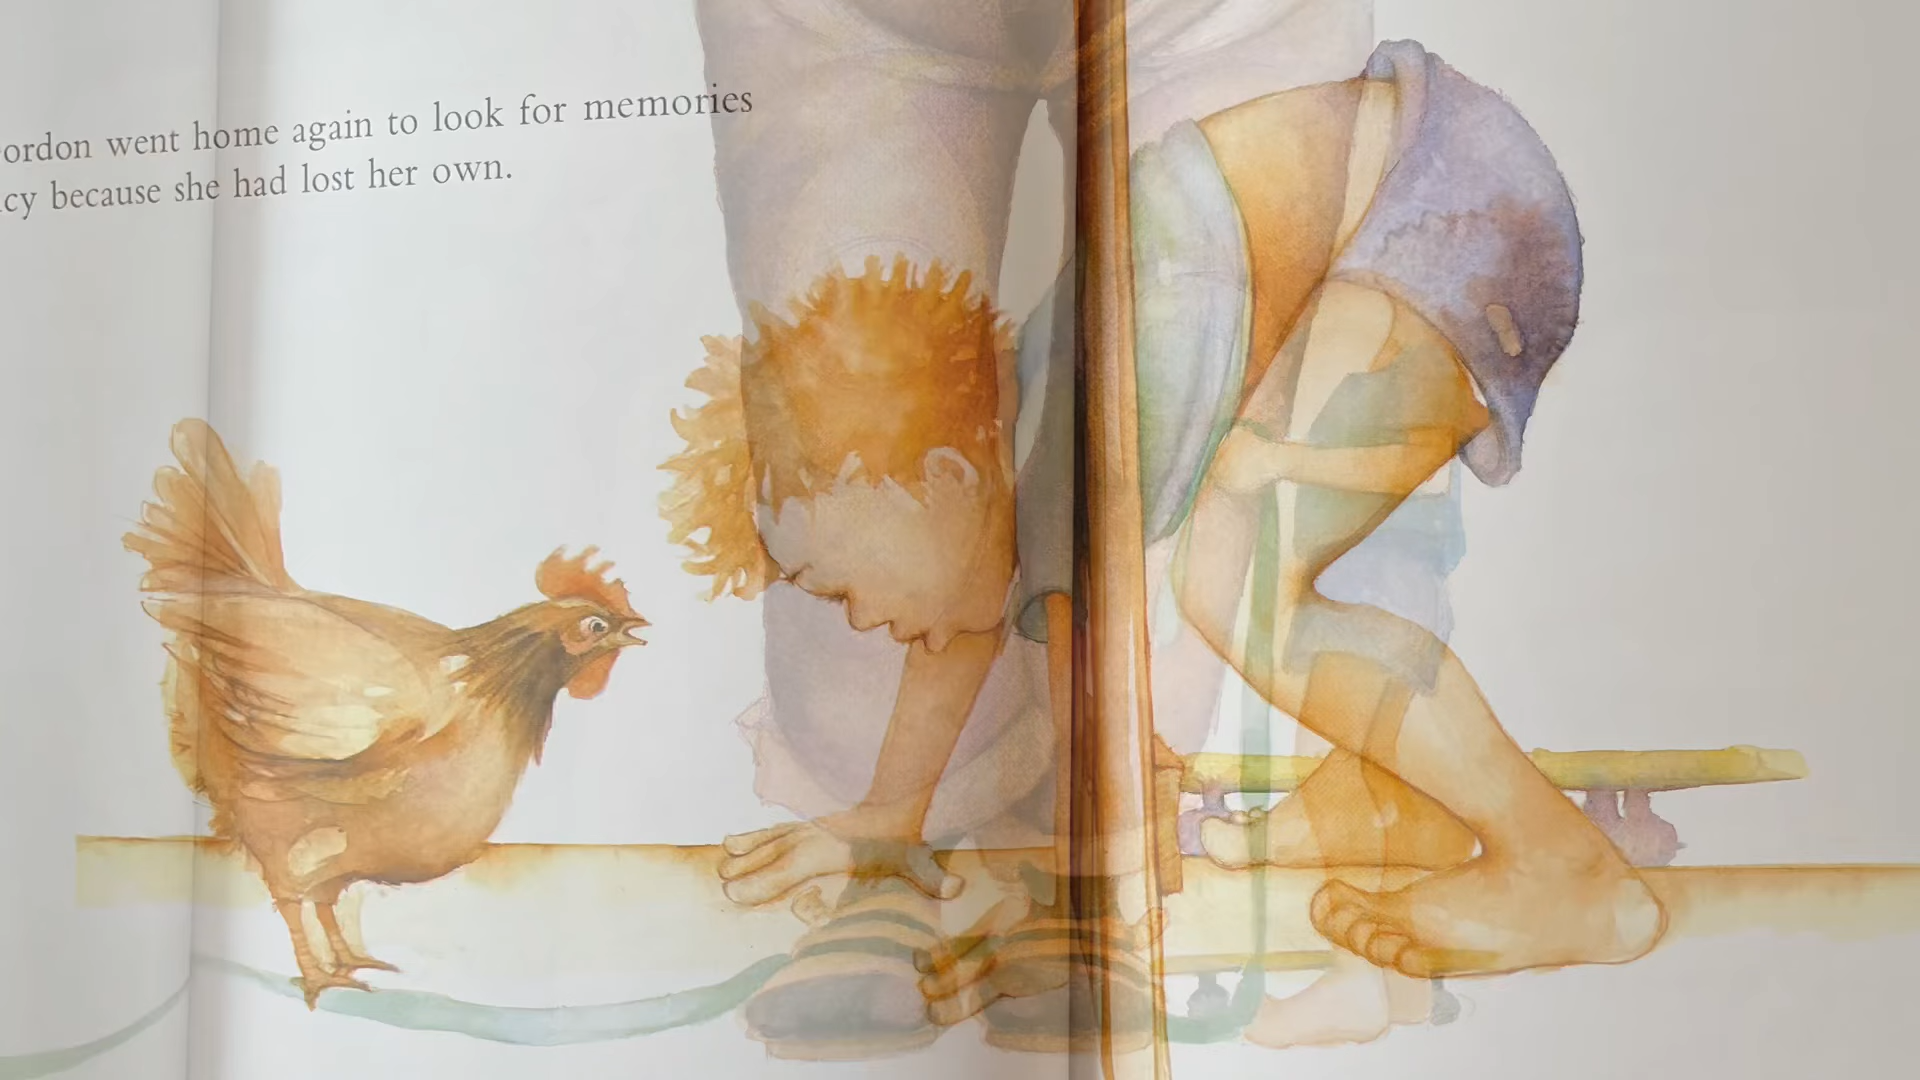 ordon went home again to look for memories
cy because she had lost her own.